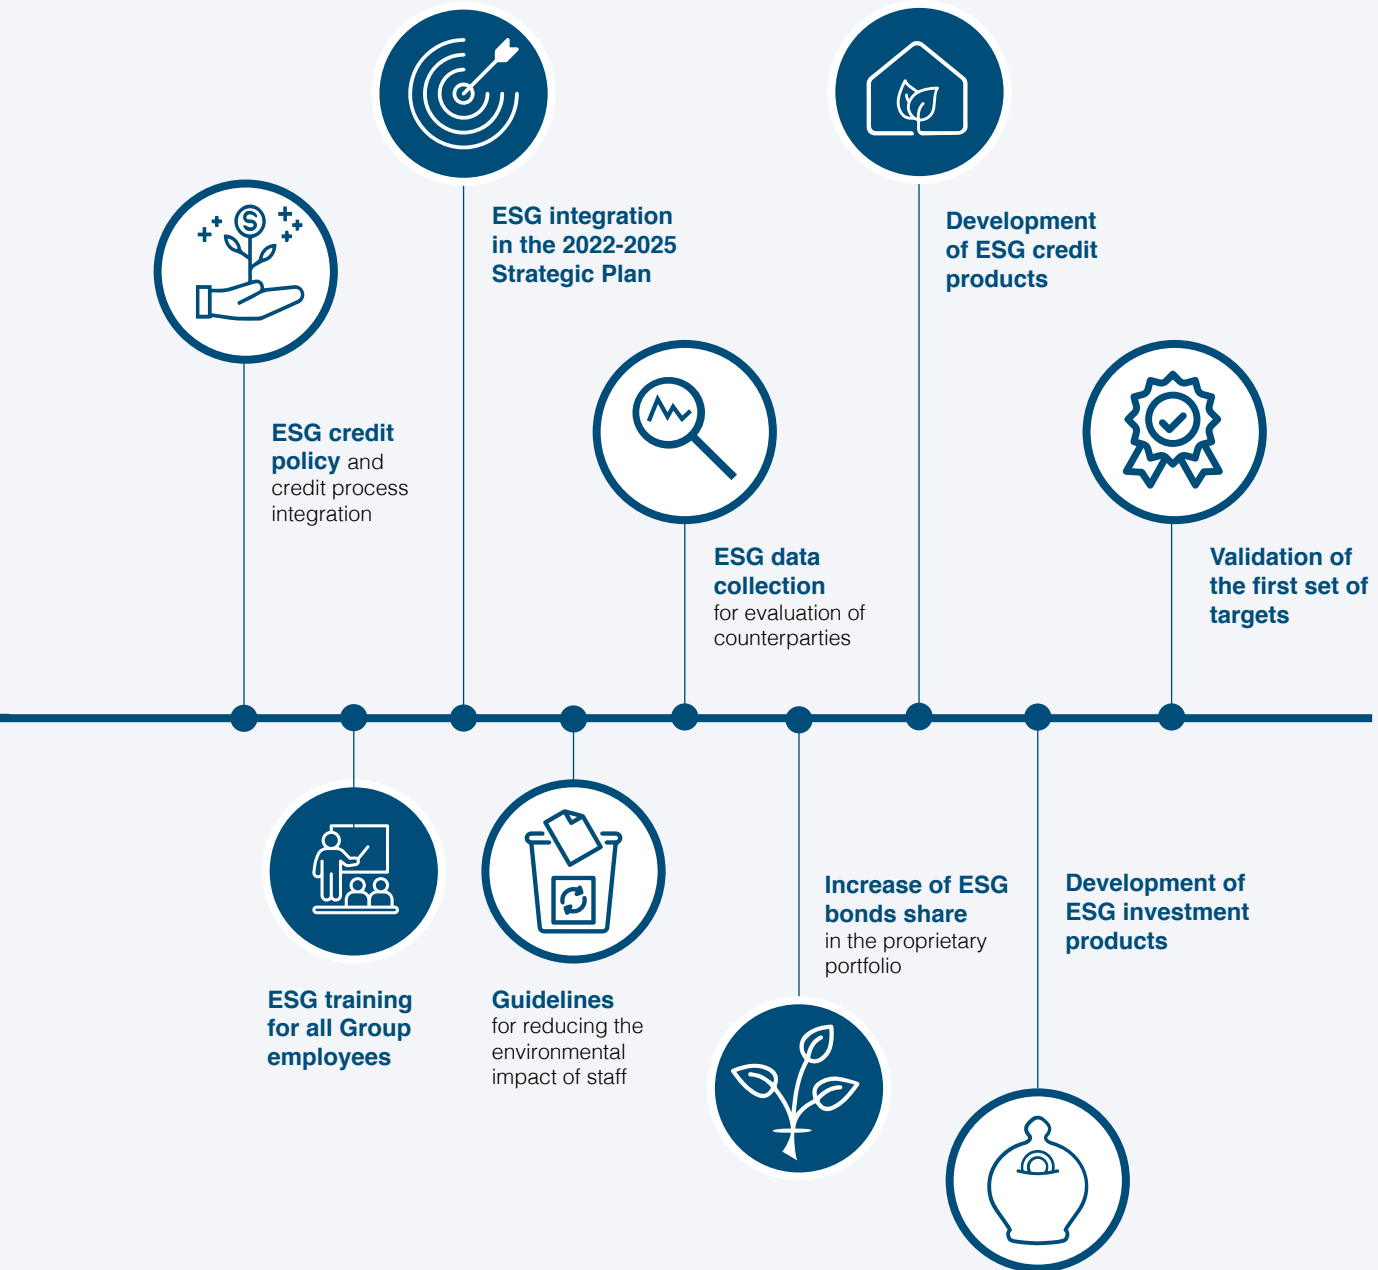 ESG integration
in the 2022-2025
Strategic Plan
Development
of ESG credit
products
ESG credit
policy and
credit process
integration
ESG data
collection
for evaluation of
counterparties
Validation of
the first set of
targets
Increase of ESG
bonds share
in the proprietary
portfolio
Development of
ESG investment
products
ESG training
for all Group
employees
Guidelines
for reducing the
environmental
impact of staff